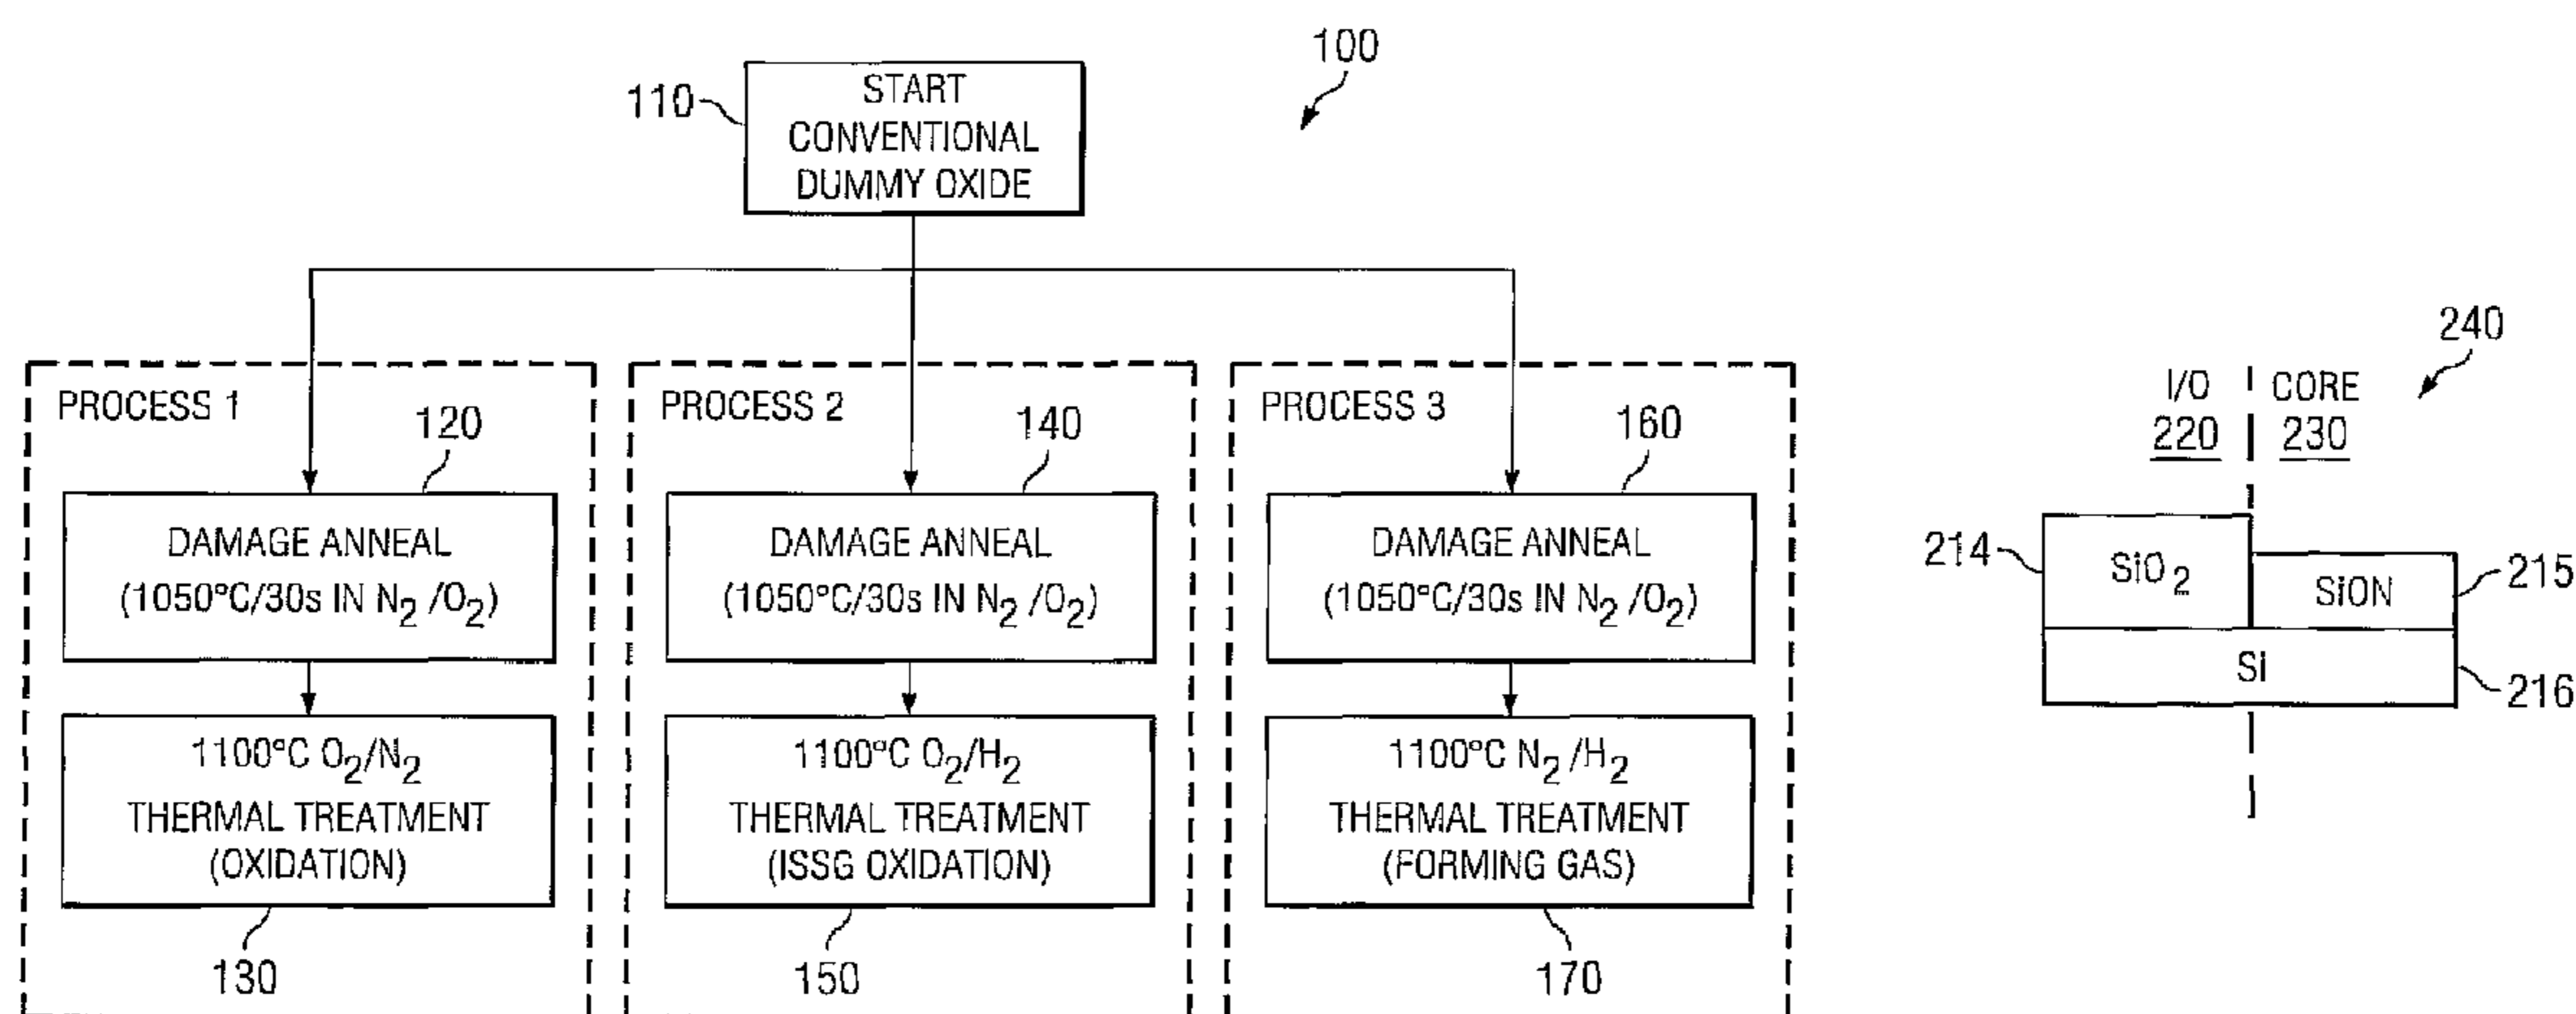 100
110
START
CONVENTIONAL
DUMMY OXIDE
PROCESS 1
120
DAMAGE ANNEAL
(1050°C/30s IN N2 /O2)
1100°C O2/N2
THERMAL TREATMENT
(OXIDATION)
130
PROCESS 2
140
DAMAGE ANNEAL
(1050°C/30s IN N2 /O2)
1100°C O2/H2
THERMAL TREATMENT
(ISSG OXIDATION)
150
PROCESS 3
160
DAMAGE ANNEAL
(1050°C/30s IN N2 /O2)
1100°C N2 /H2
THERMAL TREATMENT
(FORMING GAS)
170
240
I/O
220
CORE
230
214
SiO2
SiON
215
Si
216